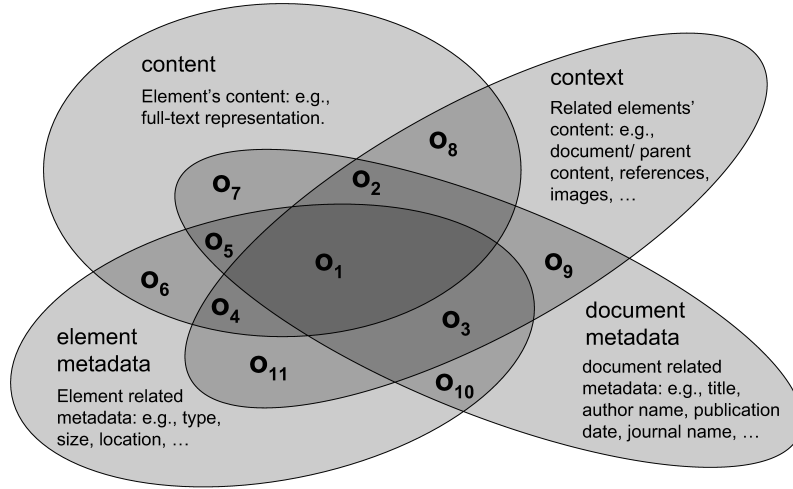 content
Element's content: e.g.,
full-text representation.
context
Related elements'
content: e.g.,
document/ parent
content, references,
images, …
O8
O7
O2
O5
O1
O9
O6
O4
O3
element
metadata
Element related
metadata: e.g., type,
size, location, …
O11
O10
document
metadata
document related
metadata: e.g., title,
author name, publication
date, journal name, …